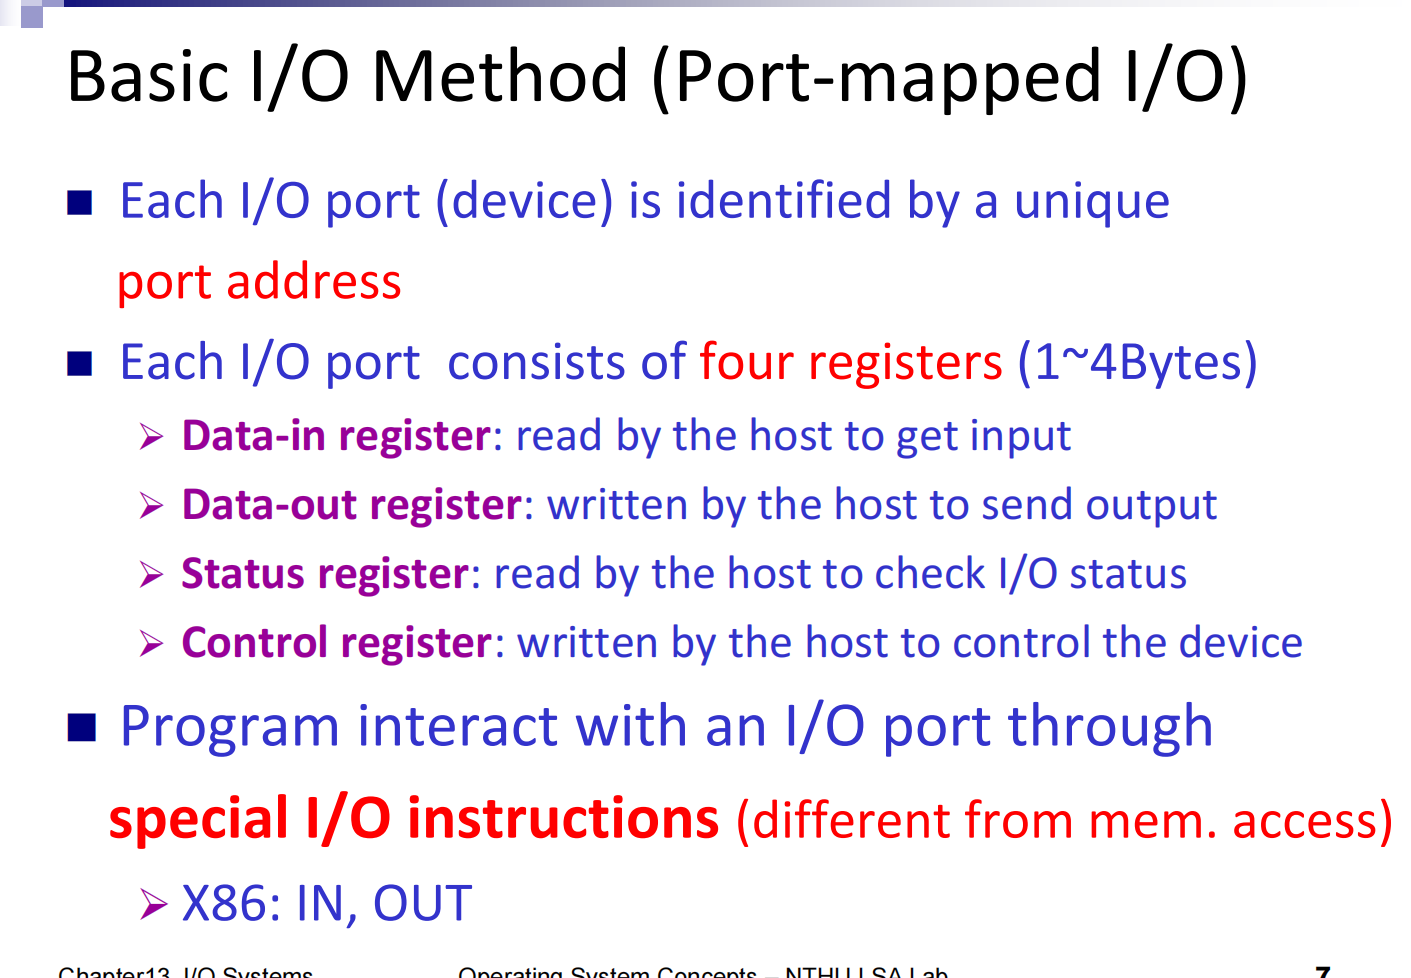 Basic I/O Method (Port-mapped I/O)
Each I/O port (device) is identified by a unique
port address
Each I/O port  consists of four registers (1~4Bytes)
Data-in register: read by the host to get input
Data-out register: written by the host to send output
Status register: read by the host to check I/O status
Control register: written by the host to control the device
Program interact with an I/O port through
special I/O instructions (different from mem. access)
X86: IN, OUT
Chapter13 I/O Systems Operating System Concepts – NTHU LSA Lab 7